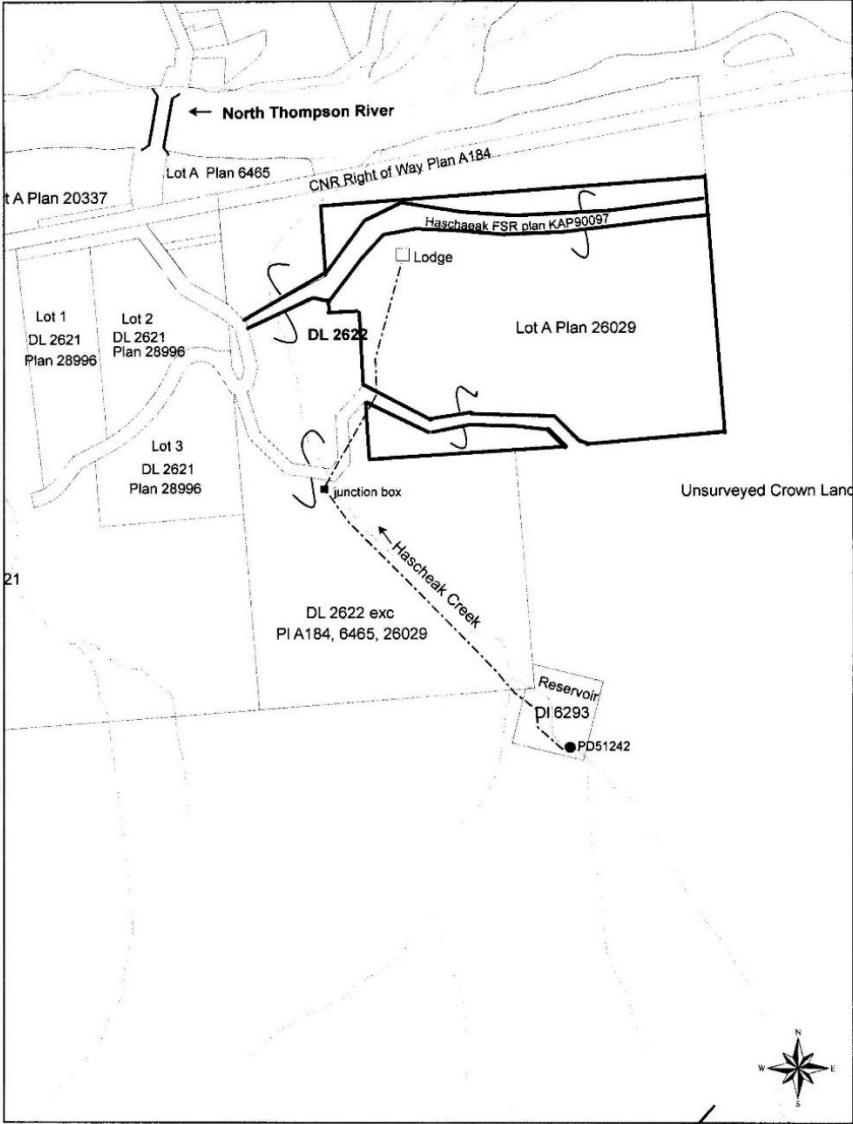 North Thompson River
Lot A Plan 6465
CNR Right of Way Plan A184
t A Plan 20337
Haschaeak FSR plan KAP90097
Lodge
Lot 1
DL 2621
Plan 28996
Lot 2
DL 2621
Plan 28996
DL 2622
Lot A Plan 26029
Lot 3
DL 2621
Plan 28996
junction box
Unsurveyed Crown Land
Hascheak Creek
21
DL 2622 exc
Pl A184, 6465, 26029
Reservoir
Dl 6293
PD51242
N
W
E
S